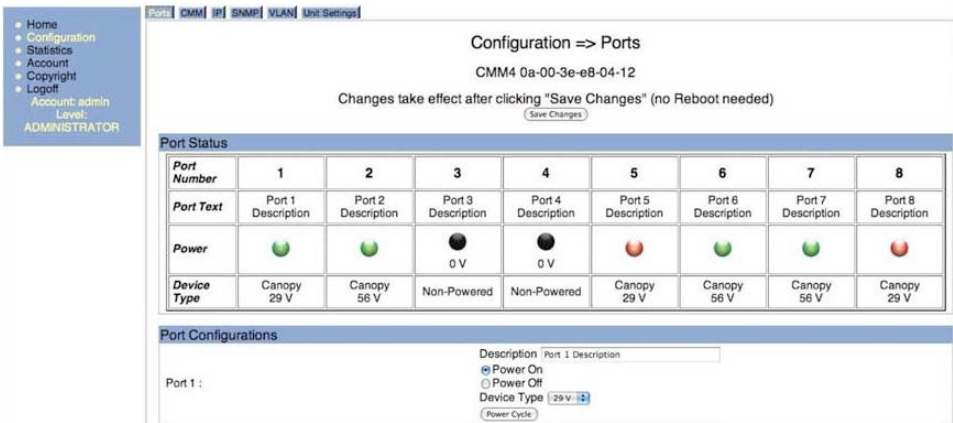 Home
Configuration
Statistics
Account
Copyright
Logoff
Account: admin
Level:
ADMINISTRATOR
Ports CMM IP SNMP VLAN Unit Settings
Configuration => Ports
CMM4 0a-00-3e-e8-04-12
Changes take effect after clicking "Save Changes" (no Reboot needed)
Save Changes
Port Status
Port Number 1 2 3 4 5 6 7 8
Port Text Port 1 Description Port 2 Description Port 3 Description Port 4 Description Port 5 Description Port 6 Description Port 7 Description Port 8 Description
Power 0 V 0 V
Device Type Canopy 29 V Canopy 56 V Non-Powered Non-Powered Canopy 29 V Canopy 56 V Canopy 56 V Canopy 29 V
Port Configurations
Port 1 :
Description Port 1 Description
Power On
Power Off
Device Type 29 V
Power Cycle